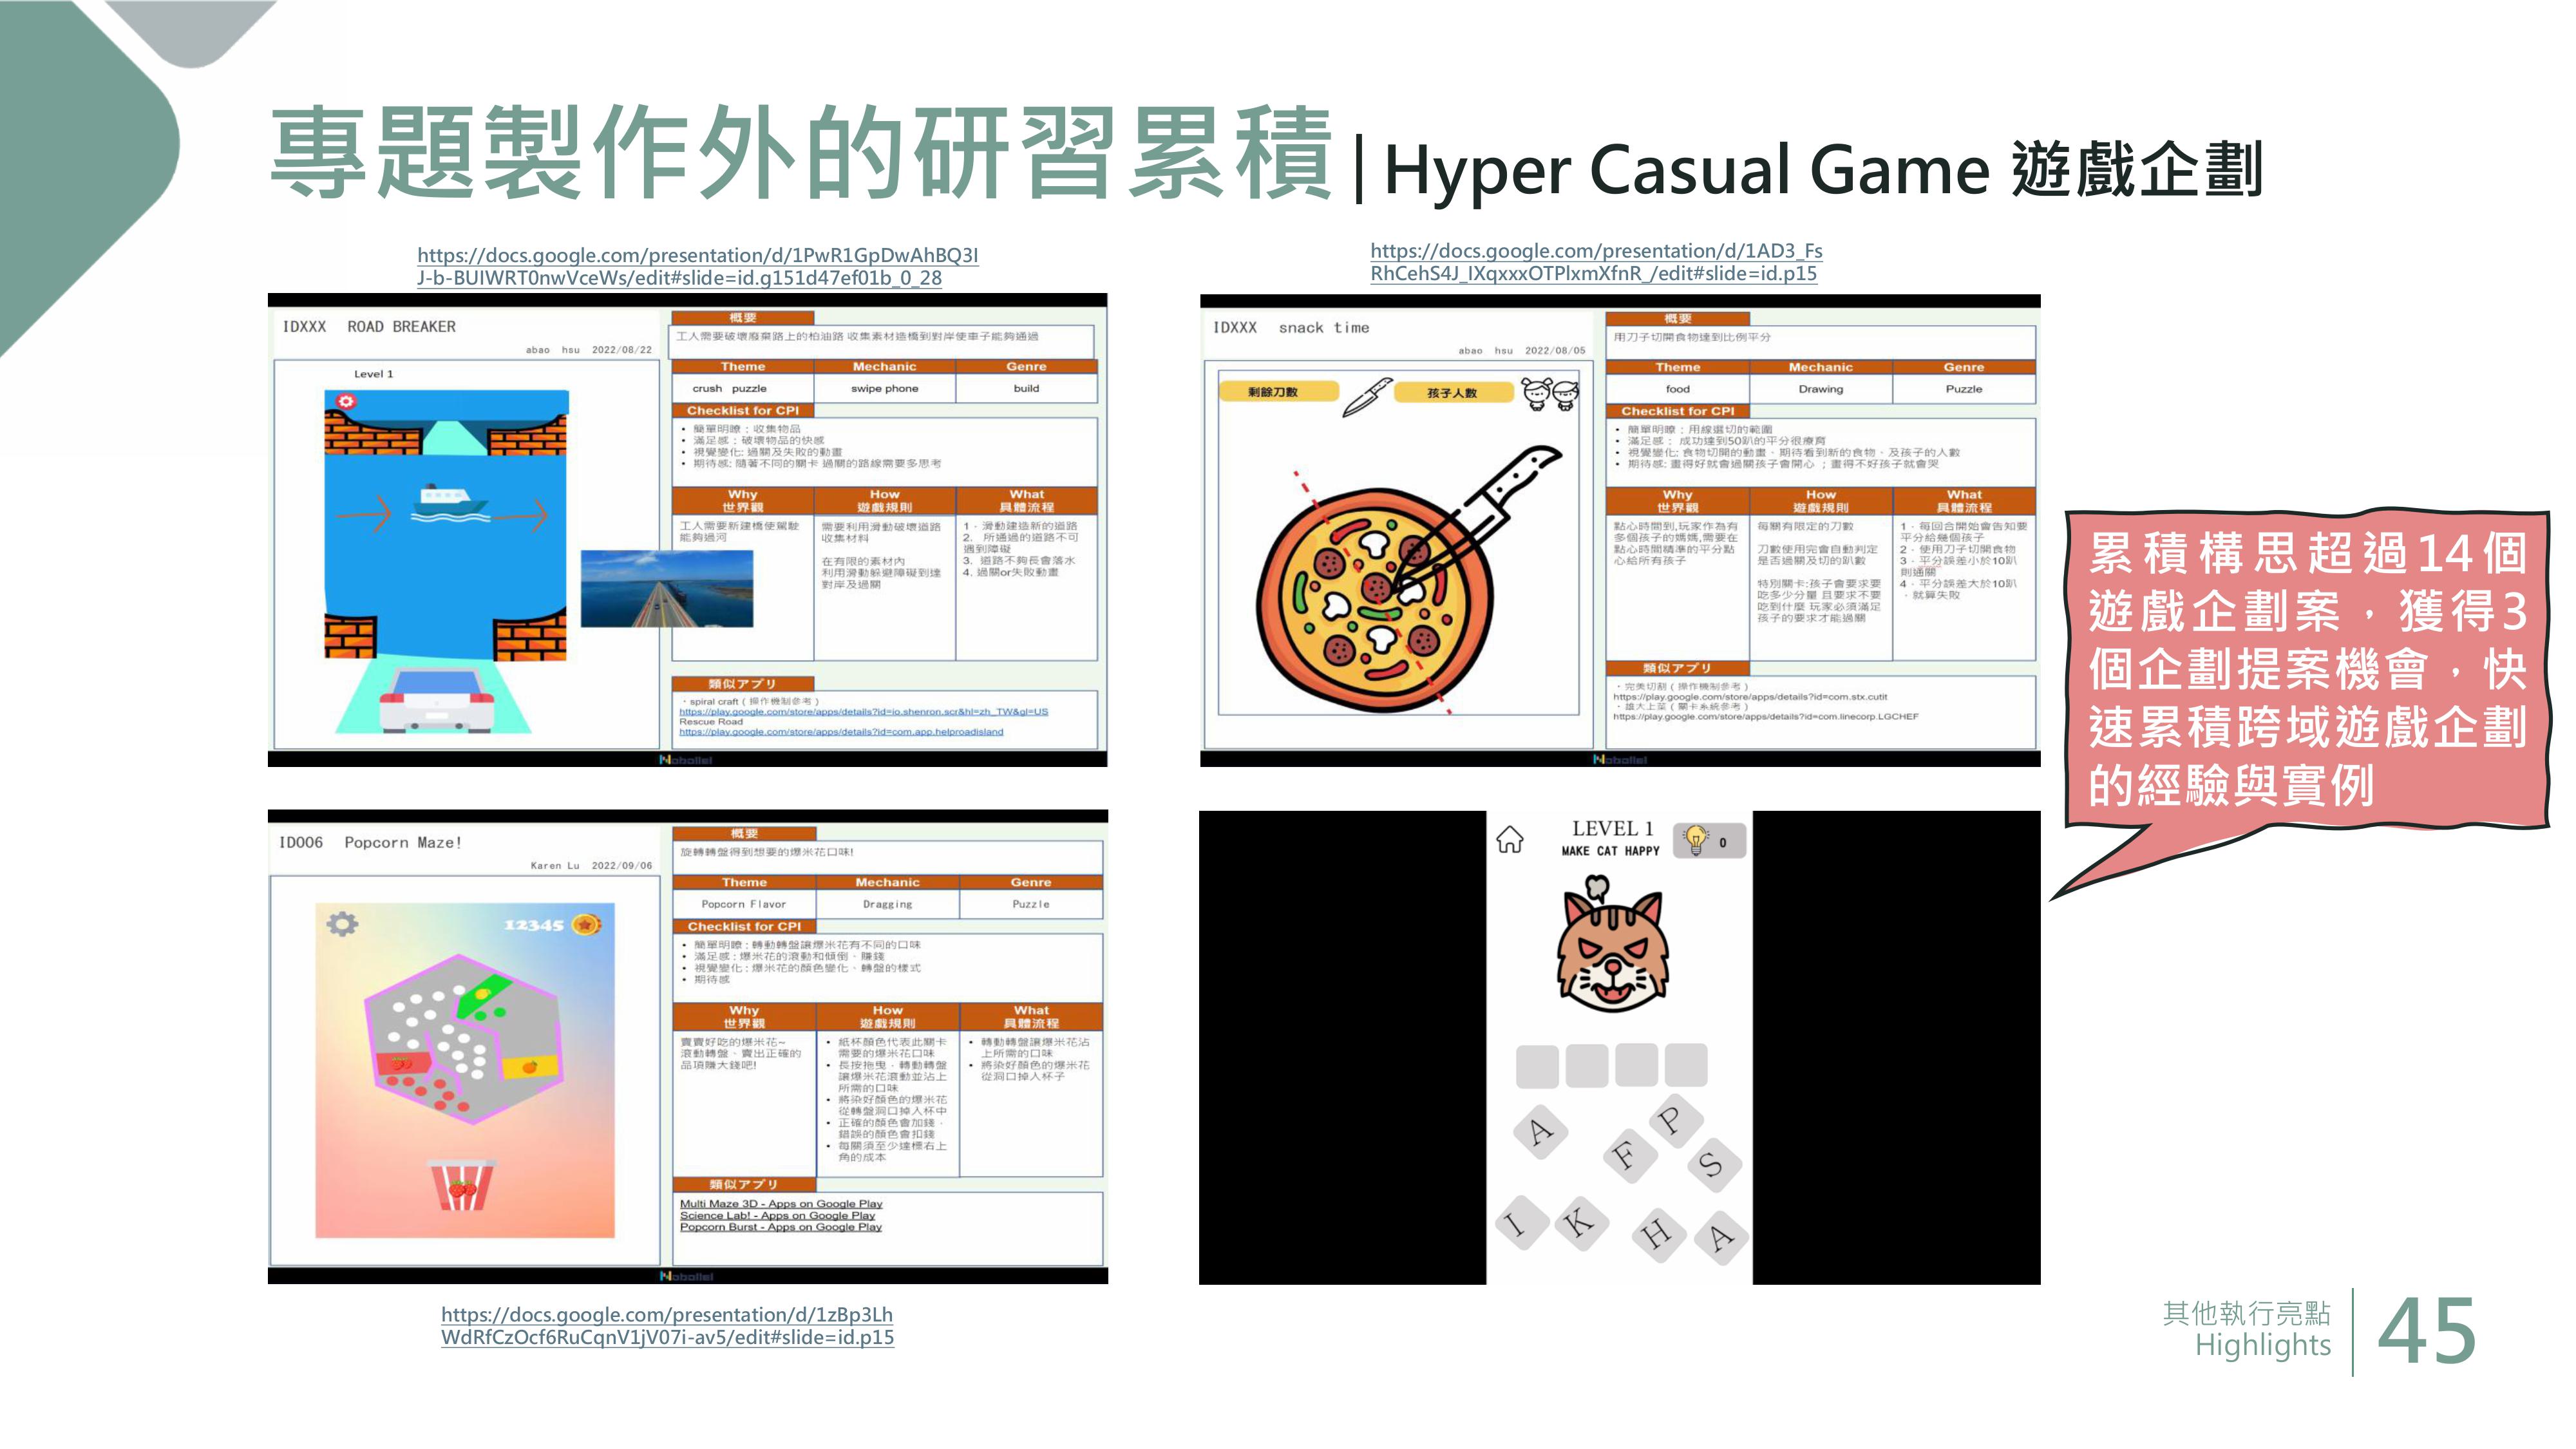 專題製作外的研習累積 | Hyper Casual Game 遊戲企劃
https://docs.google.com/presentation/d/1PwR1GpDwAhBQ3I
J-b-BUIWRT0nwVceWs/edit#slide=id.g151d47ef01b_0_28
IDXXX ROAD BREAKER
abao hsu 2022/08/22
Level 1
概要
工人需要破壞廢棄路上的柏油路 收集素材造橋到對岸使車子能夠通過
Theme Mechanic Genre
crush puzzle swipe phone build
Checklist for CPI
• 簡單明瞭：收集物品
• 滿足感：破壞物品的快感
• 視覺變化: 過關及失敗的動畫
• 期待感: 隨著不同的關卡 過關的路線需要多思考
Why
世界觀
工人需要新建橋使駕駛
能夠過河
How
遊戲規則
需要利用滑動破壞道路
收集材料
在有限的素材內
利用滑動躲避障礙到達
對岸及過關
What
具體流程
1、滑動建造新的道路
2. 所通過的道路不可
遇到障礙
3. 道路不夠長會落水
4. 過關or失敗動畫
類似アプリ
・spiral craft ( 操作機制參考 )
https://play.google.com/store/apps/details?id=io.shenron.scr&hl=zh_TW&gl=US
Rescue Road
https://play.google.com/store/apps/details?id=com.app.helproadisland
Nobollel
https://docs.google.com/presentation/d/1AD3_Fs
RhCehS4J_IXqxxxOTPlxmXfnR_/edit#slide=id.p15
IDXXX snack time
abao hsu 2022/08/05
剩餘刀數
孩子人數
概要
用刀子切開食物達到比例平分
Theme Mechanic Genre
food Drawing Puzzle
Checklist for CPI
• 簡單明瞭：用線選切的範圍
• 滿足感： 成功達到50趴的平分很療育
• 視覺變化: 食物切開的動畫、期待看到新的食物、及孩子的人數
• 期待感: 畫得好就會過關孩子會開心 ；畫得不好孩子就會哭
Why
世界觀
點心時間到,玩家作為有
多個孩子的媽媽,需要在
點心時間精準的平分點
心給所有孩子
How
遊戲規則
每關有限定的刀數
刀數使用完會自動判定
是否過關及切的趴數
特別關卡:孩子會要求要
吃多少分量 且要求不要
吃到什麼 玩家必須滿足
孩子的要求才能過關
What
具體流程
1、每回合開始會告知要
平分給幾個孩子
2、使用刀子切開食物
3、平分誤差小於10趴
則通關
4、平分誤差大於10趴
、就算失敗
類似アプリ
・完美切割 ( 操作機制參考 )
https://play.google.com/store/apps/details?id=com.stx.cutit
・雄大上菜 ( 關卡系統參考 )
https://play.google.com/store/apps/details?id=com.linecorp.LGCHEF
Nobollel
累積構思超過14個
遊戲企劃案，獲得3
個企劃提案機會，快
速累積跨域遊戲企劃
的經驗與實例
ID006 Popcorn Maze!
Karen Lu 2022/09/06
12345
概要
旋轉轉盤得到想要的爆米花口味!
Theme Mechanic Genre
Popcorn Flavor Dragging Puzzle
Checklist for CPI
• 簡單明瞭 : 轉動轉盤讓爆米花有不同的口味
• 滿足感 : 爆米花的滾動和傾倒、賺錢
• 視覺變化 : 爆米花的顏色變化、轉盤的樣式
• 期待感
Why
世界觀
賣賣好吃的爆米花~
滾動轉盤、賣出正確的
品項賺大錢吧!
How
遊戲規則
• 紙杯顏色代表此關卡
需要的爆米花口味
• 長按拖曳，轉動轉盤
讓爆米花滾動並沾上
所需的口味
• 將染好顏色的爆米花
從轉盤洞口掉入杯中
• 正確的顏色會加錢，
錯誤的顏色會扣錢
• 每關須至少達標右上
角的成本
What
具體流程
• 轉動轉盤讓爆米花沾
上所需的口味
• 將染好顏色的爆米花
從洞口掉入杯子
類似アプリ
Multi Maze 3D - Apps on Google Play
Science Lab! - Apps on Google Play
Popcorn Burst - Apps on Google Play
Nobollel
https://docs.google.com/presentation/d/1zBp3Lh
WdRfCzOcf6RuCqnV1jV07i-av5/edit#slide=id.p15
LEVEL 1
MAKE CAT HAPPY
0
A F P S
I K H A
其他執行亮點
Highlights
45